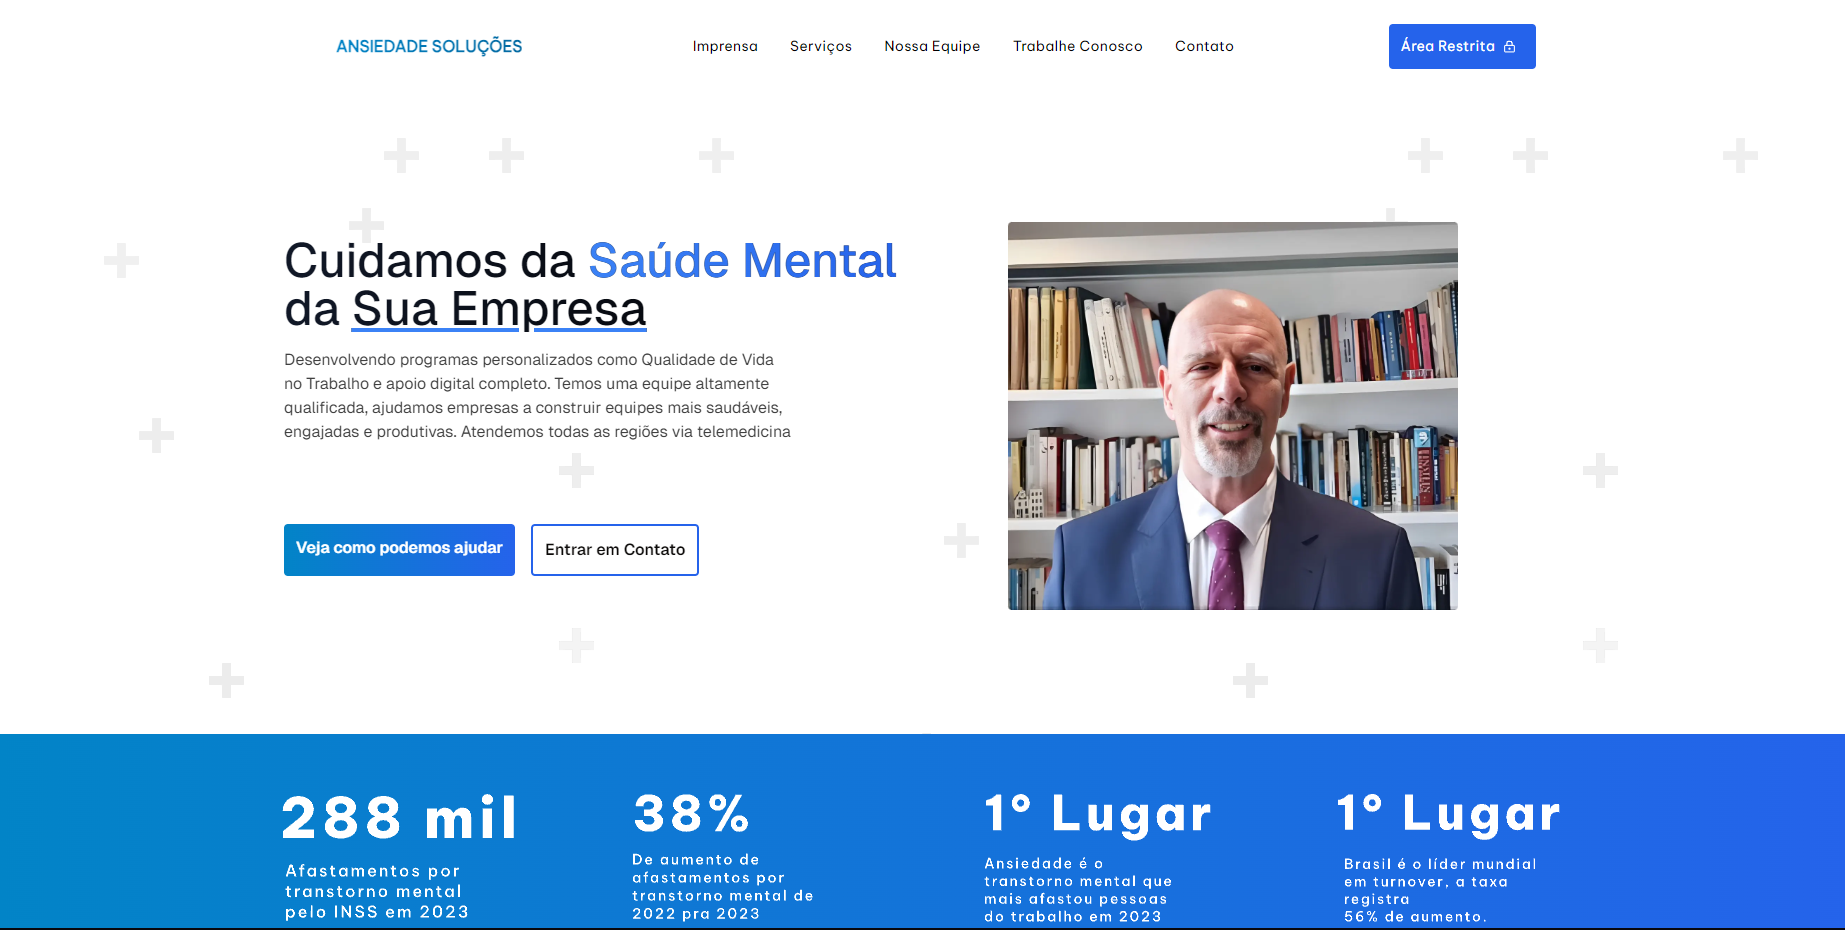 ANSIEDADE SOLUÇÕES
Imprensa
Serviços
Nossa Equipe
Trabalhe Conosco
Contato
Área Restrita
Cuidamos da Saúde Mental
da Sua Empresa
Desenvolvendo programas personalizados como Qualidade de Vida
no Trabalho e apoio digital completo. Temos uma equipe altamente
qualificada, ajudamos empresas a construir equipes mais saudáveis,
engajadas e produtivas. Atendemos todas as regiões via telemedicina
Veja como podemos ajudar
Entrar em Contato
288 mil
Afastamentos por
transtorno mental
pelo INSS em 2023
38%
De aumento de
afastamentos por
transtorno mental de
2022 pra 2023
1° Lugar
Ansiedade é o
transtorno mental que
mais afastou pessoas
do trabalho em 2023
1° Lugar
Brasil é o líder mundial
em turnover, a taxa
registra
56% de aumento.